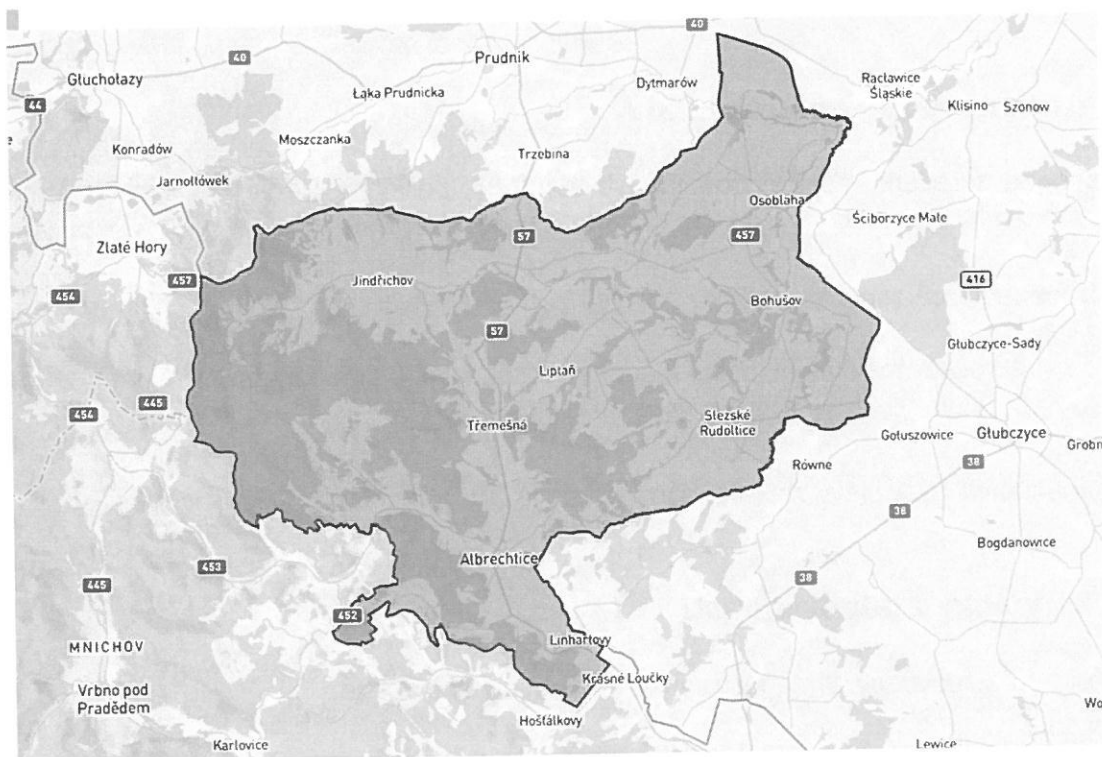 40
Prudnik
40
Głuchołazy
Dytmarów
Racławice
Śląskie
44
Łąka Prudnicka
Klisino
Szonow
Moszczanka
Konradów
Trzebina
Jarnołtówek
Osoblaha
Ściborzyce Małe
Zlaté Hory
57
457
457
Jindřichov
416
454
Bohušov
57
Głubczyce-Sady
Liptaň
445
454
Třemešná
Slezské
Rudoltice
Gołuszowice
Głubczyce
Grobn
Równe
38
38
Bogdanowice
Albrechtice
453
445
38
452
Linhartovy
MNICHOV
Krásné Loučky
Vrbno pod
Pradědem
Wo
Hošťálkovy
Karlovice
Lewice